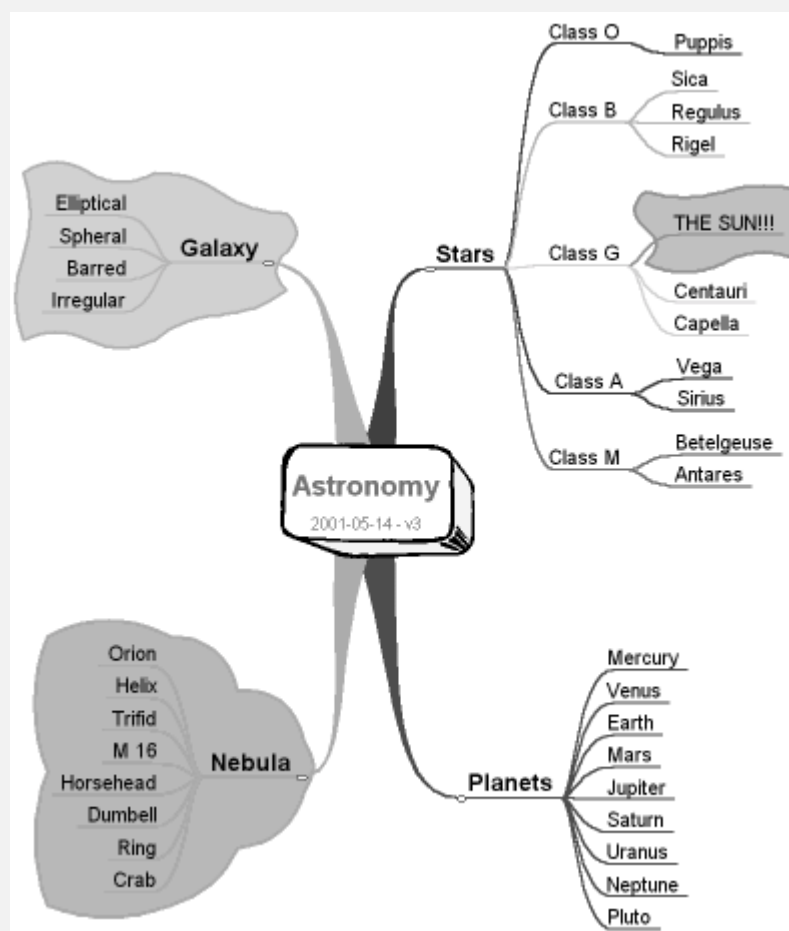 Astronomy
2001-05-14 - v3
Stars
Class O
Puppis
Class B
Sica
Regulus
Rigel
Class G
THE SUN!!!
Centauri
Capella
Class A
Vega
Sirius
Class M
Betelgeuse
Antares
Galaxy
Elliptical
Spheral
Barred
Irregular
Nebula
Orion
Helix
Trifid
M 16
Horsehead
Dumbell
Ring
Crab
Planets
Mercury
Venus
Earth
Mars
Jupiter
Saturn
Uranus
Neptune
Pluto